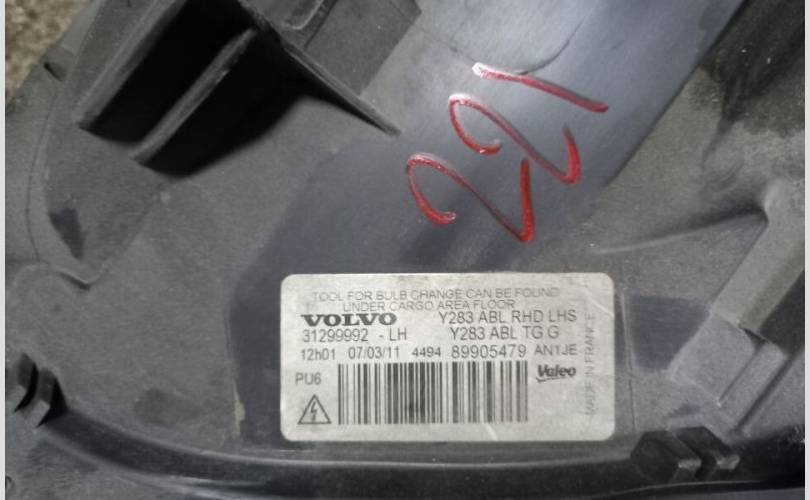 221
TOOL FOR BULB CHANGE CAN BE FOUND
UNDER CARGO AREA FLOOR
VOLVO Y283 ABL RHD LHS
31299992 - LH Y283 ABL TG G
12h01 07/03/11 4494 89905479 AN1JE
PU6 Valeo
MADE IN FRANCE